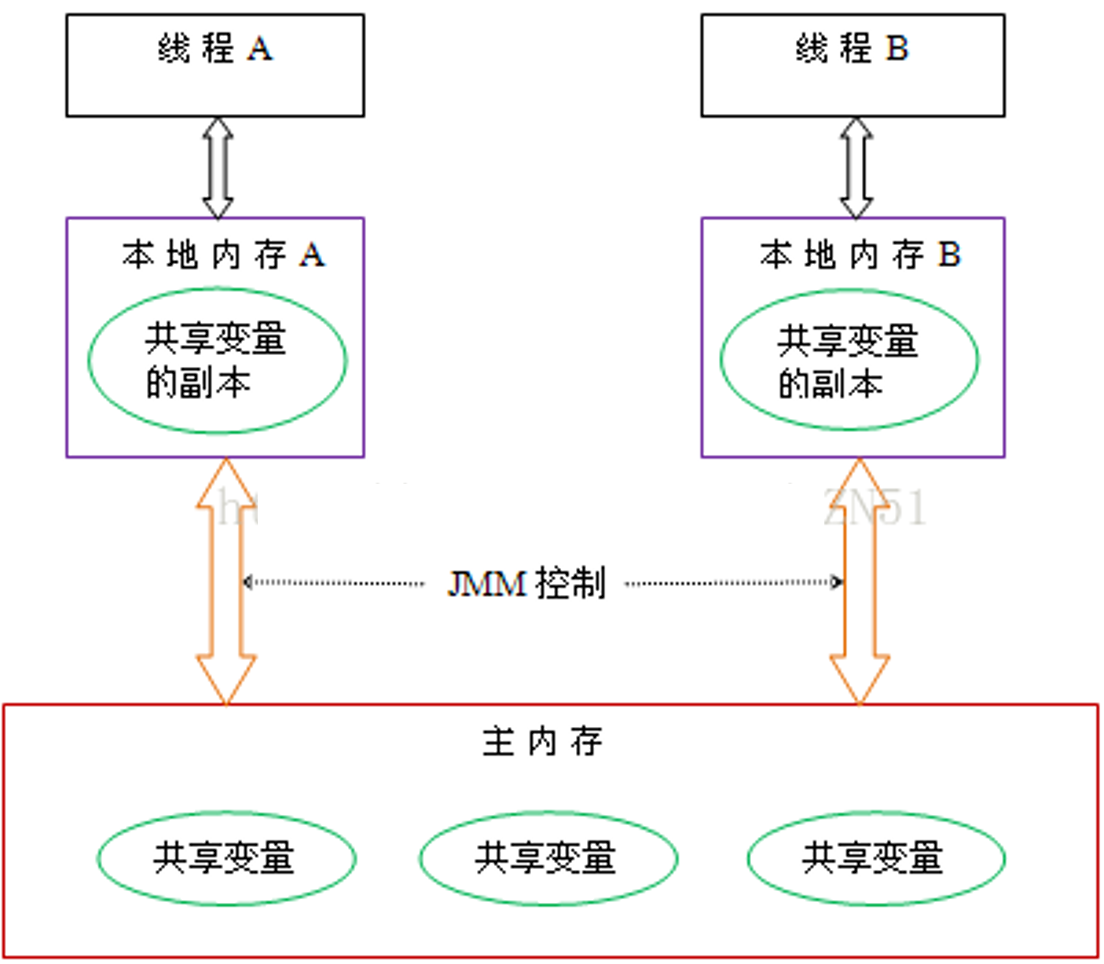 线程 A
线程 B
本地内存 A
本地内存 B
共享变量
的副本
共享变量
的副本
ZN51
JMM 控制
主内存
共享变量
共享变量
共享变量